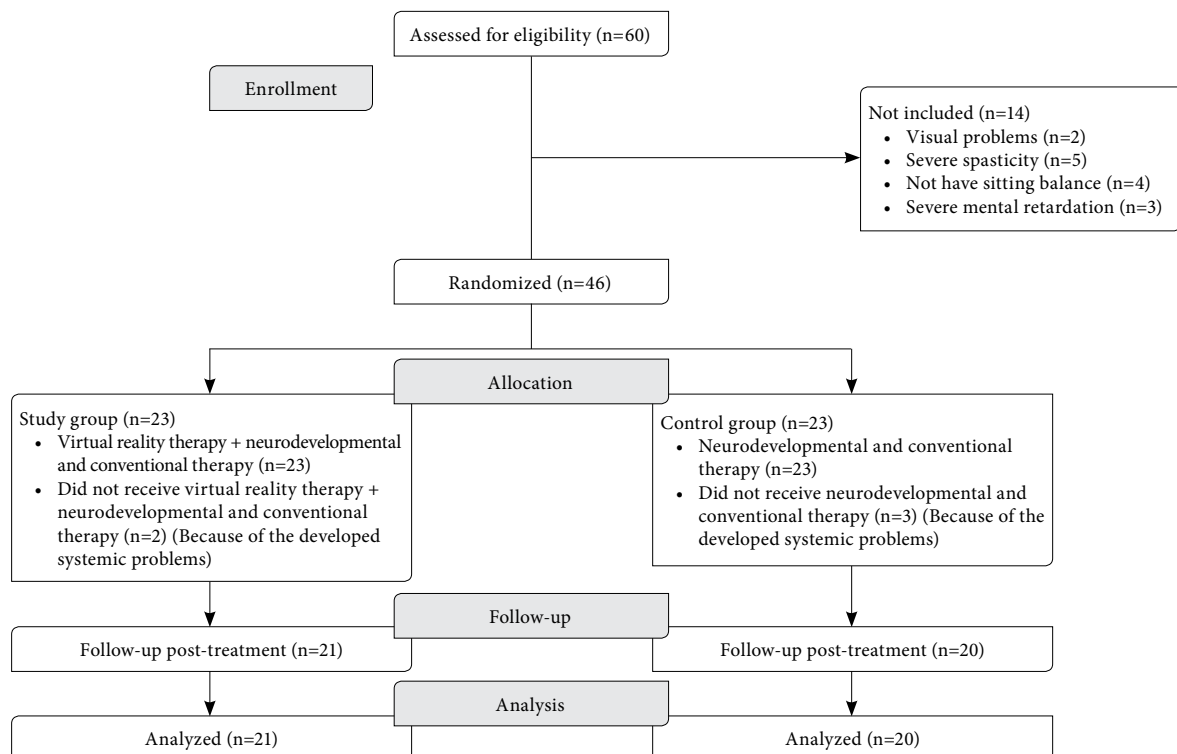 Assessed for eligibility (n=60)
Enrollment
Not included (n=14)
• Visual problems (n=2)
• Severe spasticity (n=5)
• Not have sitting balance (n=4)
• Severe mental retardation (n=3)
Randomized (n=46)
Allocation
Study group (n=23)
• Virtual reality therapy + neurodevelopmental
and conventional therapy (n=23)
• Did not receive virtual reality therapy +
neurodevelopmental and conventional
therapy (n=2) (Because of the developed
systemic problems)
Control group (n=23)
• Neurodevelopmental and conventional
therapy (n=23)
• Did not receive neurodevelopmental and
conventional therapy (n=3) (Because of the
developed systemic problems)
Follow-up
Follow-up post-treatment (n=21)
Follow-up post-treatment (n=20)
Analysis
Analyzed (n=21)
Analyzed (n=20)